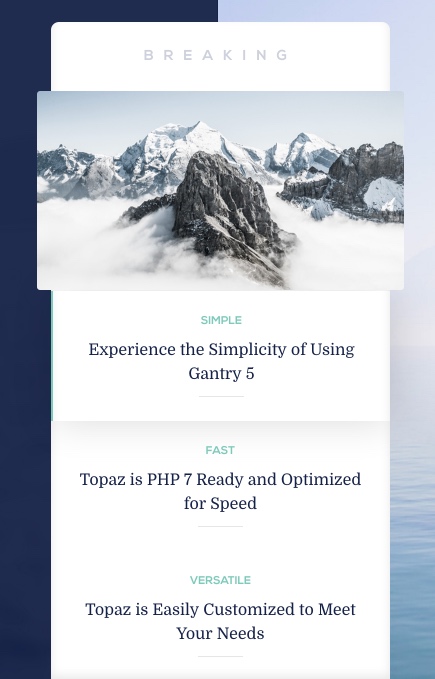 BREAKING
SIMPLE
Experience the Simplicity of Using
Gantry 5
FAST
Topaz is PHP 7 Ready and Optimized
for Speed
VERSATILE
Topaz is Easily Customized to Meet
Your Needs